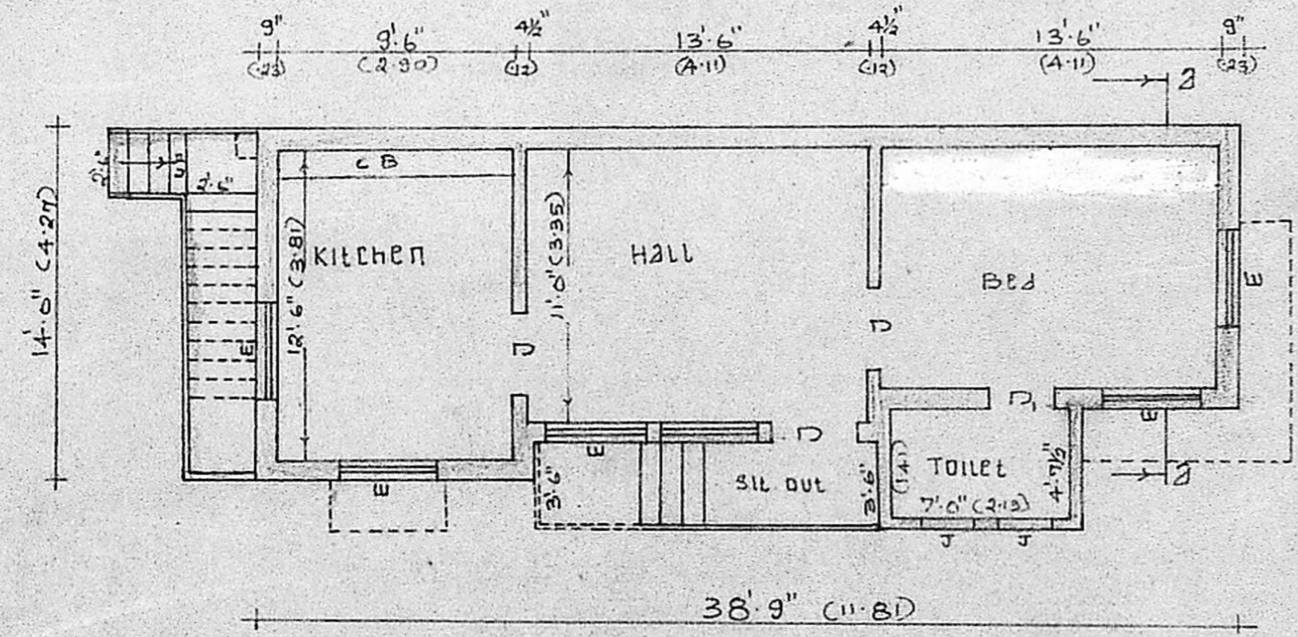 9" 9'.6" 4½" 13'.6" 4½" 13'.6" 9"
(.23) (2.90) (.12) (4.11) (.12) (4.11) (.23)
a
2'.6"
UP
2'.6"
14'.0" (4.27)
CB
12'.6" (3.81)
KitchEn
11'.0" (3.35)
Hall
BEd
E
E
D
D
D1
E
E
D
E
3'.6"
Sit out
3'.6"
(1.41)
Toilet
4'.7½"
7'.0" (2.13)
a
J J
38'.9" (11.81)